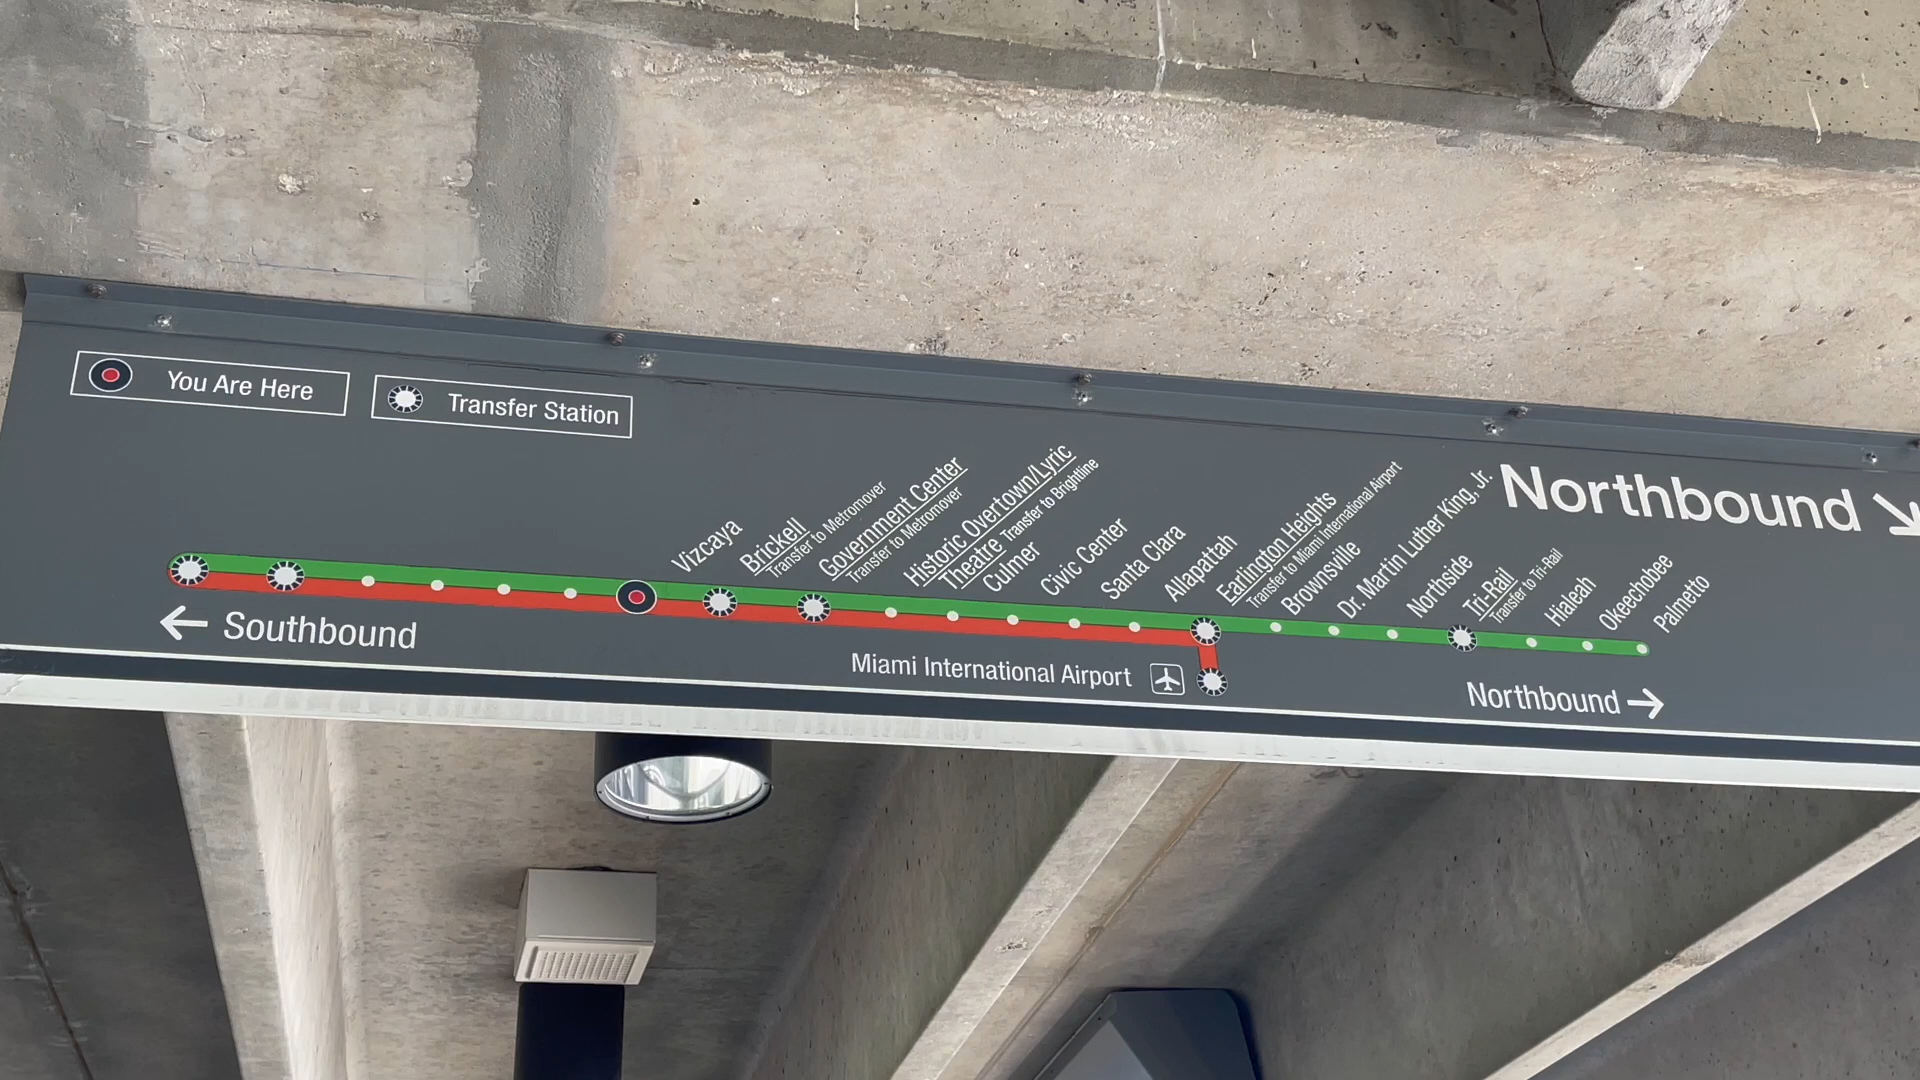 You Are Here
Transfer Station
Northbound
Vizcaya
Brickell
Transfer to Metromover
Government Center
Transfer to Metromover
Historic Overtown/Lyric
Theatre Transfer to Brightline
Culmer
Civic Center
Santa Clara
Allapattah
Earlington Heights
Transfer to Miami International Airport
Brownsville
Dr. Martin Luther King, Jr.
Northside
Tri-Rail
Transfer to Tri-Rail
Hialeah
Okeechobee
Palmetto
← Southbound
Miami International Airport
Northbound →